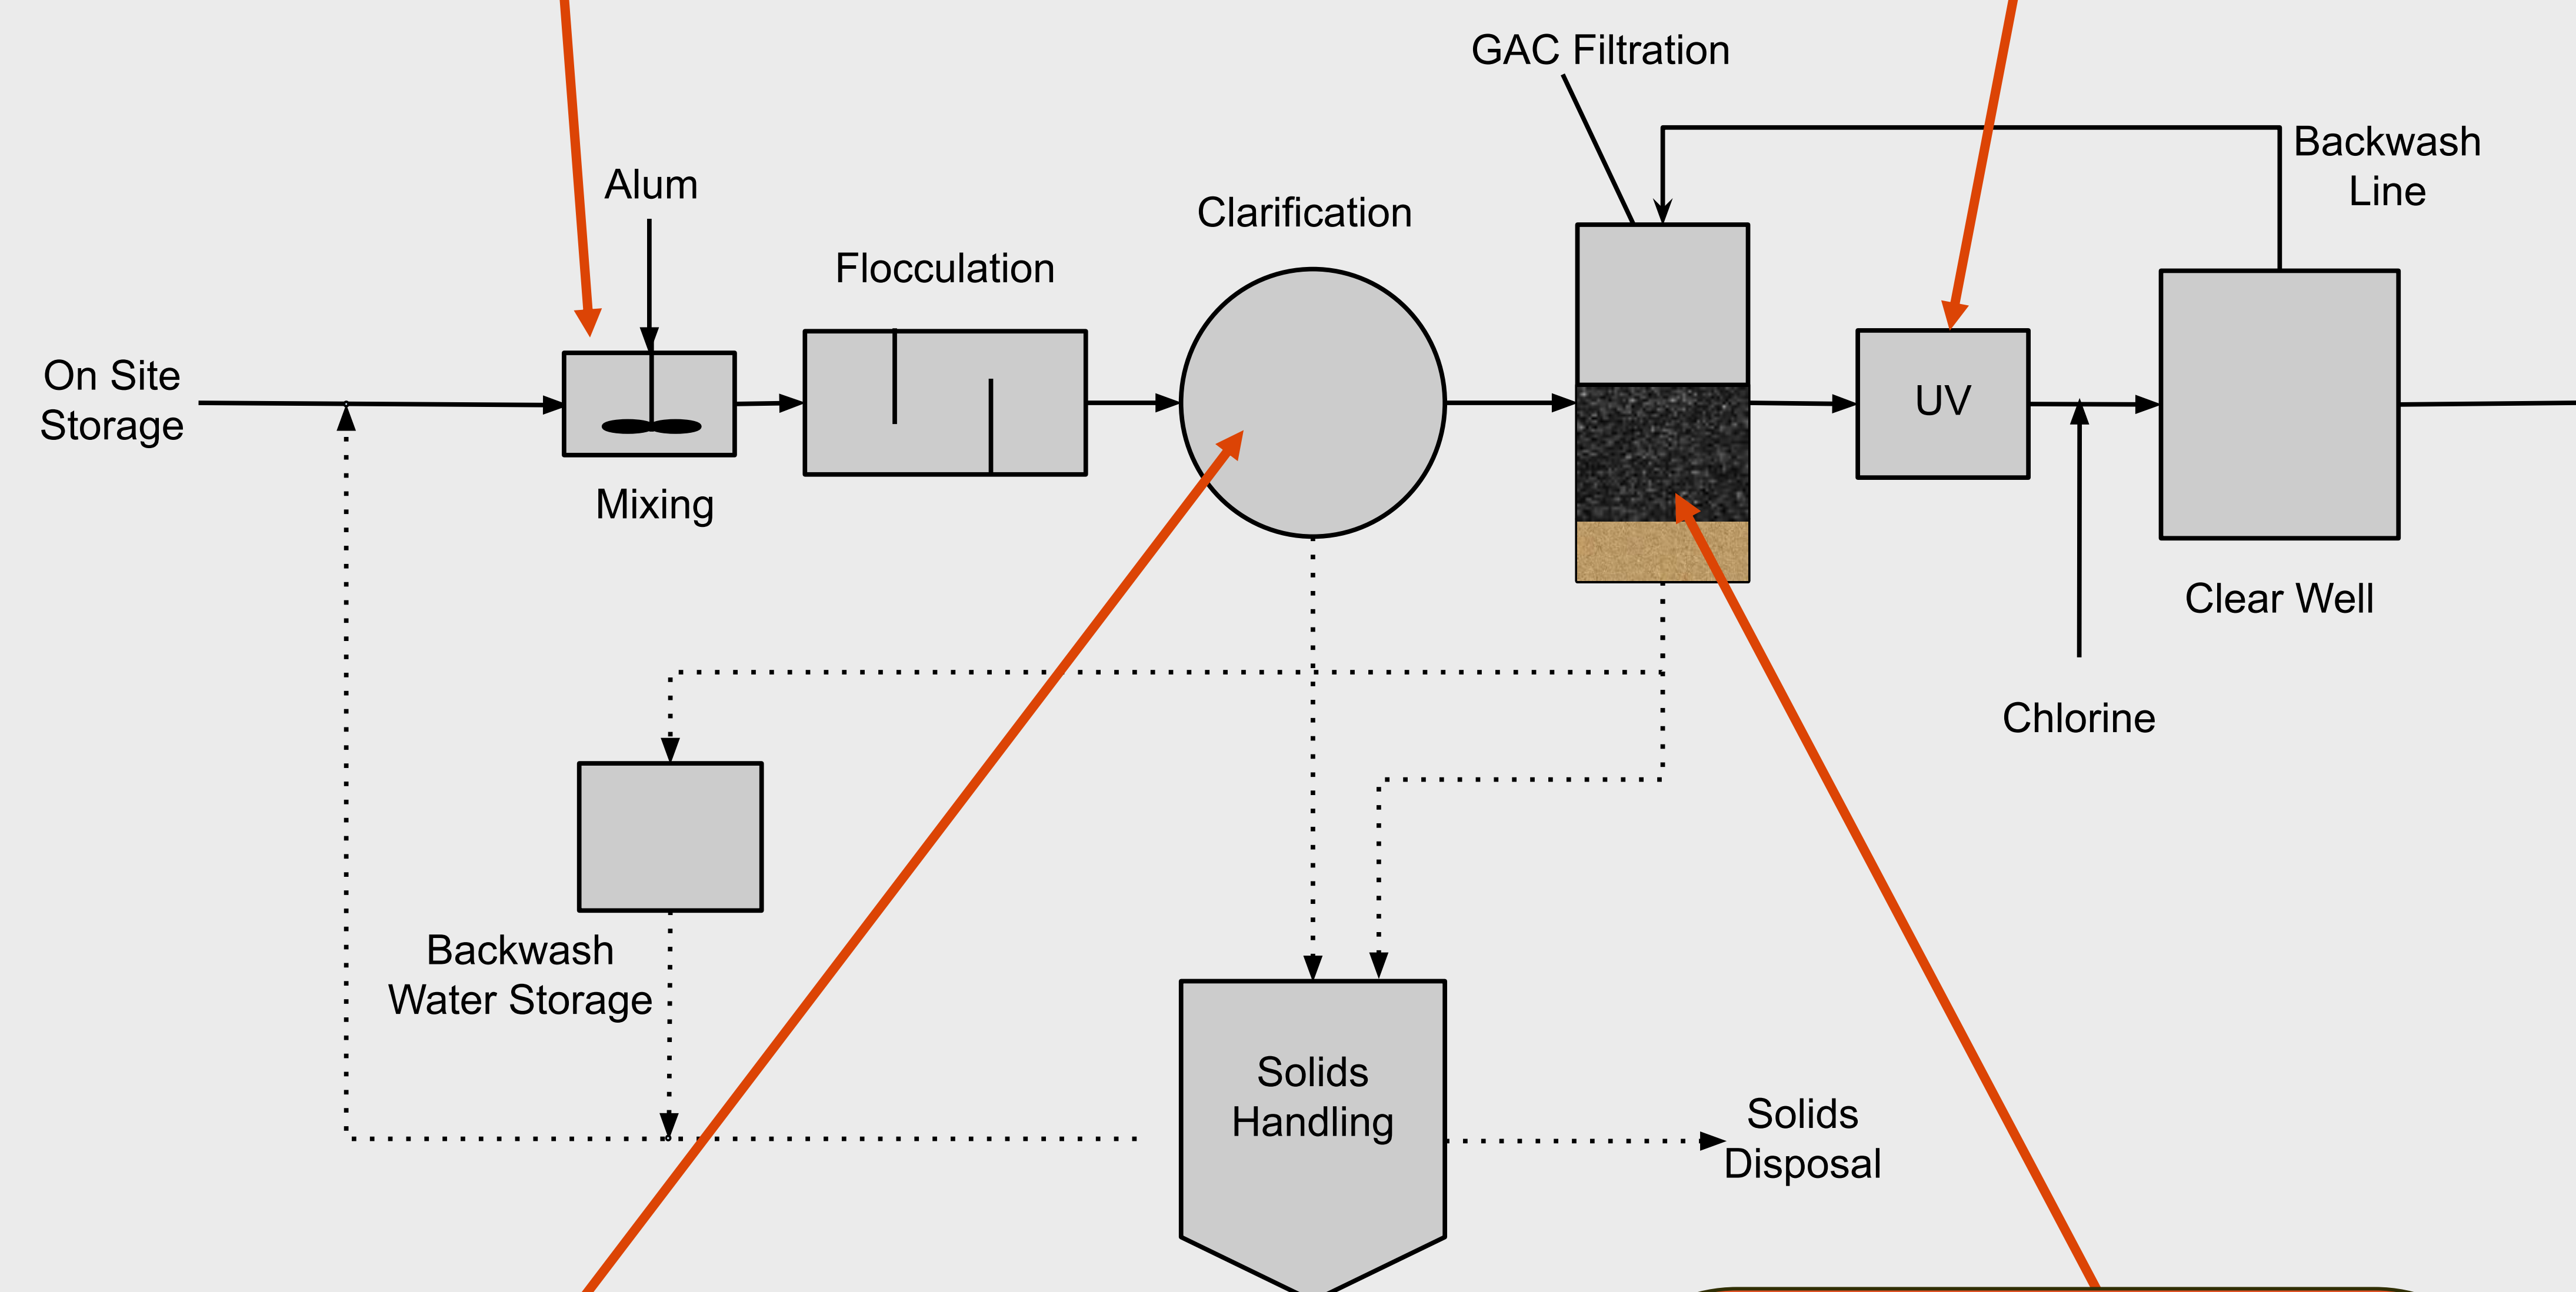 GAC Filtration
Backwash
Line
Alum
Clarification
Flocculation
On Site
Storage
UV
Mixing
Clear Well
Chlorine
Backwash
Water Storage
Solids
Handling
Solids
Disposal